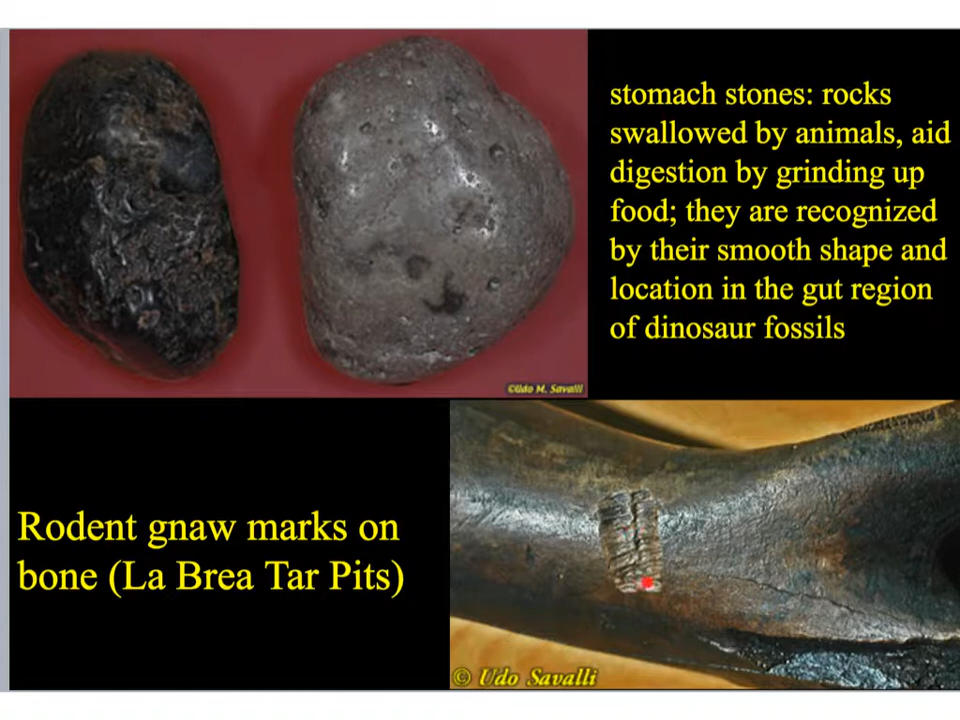 stomach stones: rocks
swallowed by animals, aid
digestion by grinding up
food; they are recognized
by their smooth shape and
location in the gut region
of dinosaur fossils
©Udo M. Savalli
Rodent gnaw marks on
bone (La Brea Tar Pits)
© Udo Savalli